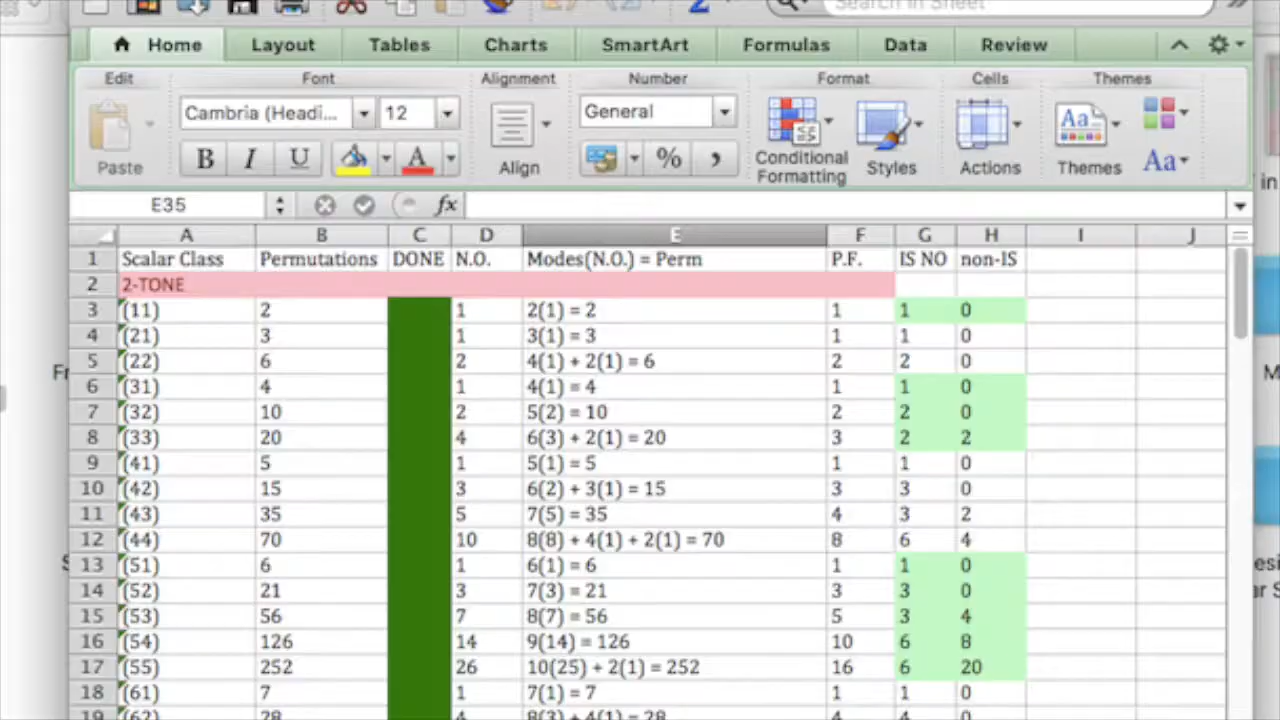 Search in Sheet
Home Layout Tables Charts SmartArt Formulas Data Review
Edit Font Alignment Number Format Cells Themes
Cambria (Headi... 12 General
Paste B I U A Align % , Conditional Formatting Styles Actions Aa Themes Aa
E35 fx
A B C D E F G H I J
1 Scalar Class Permutations DONE N.O. Modes(N.O.) = Perm P.F. IS NO non-IS
2 2-TONE
3 (11) 2 1 2(1) = 2 1 1 0
4 (21) 3 1 3(1) = 3 1 1 0
5 (22) 6 2 4(1) + 2(1) = 6 2 2 0
6 (31) 4 1 4(1) = 4 1 1 0
7 (32) 10 2 5(2) = 10 2 2 0
8 (33) 20 4 6(3) + 2(1) = 20 3 2 2
9 (41) 5 1 5(1) = 5 1 1 0
10 (42) 15 3 6(2) + 3(1) = 15 3 3 0
11 (43) 35 5 7(5) = 35 4 3 2
12 (44) 70 10 8(8) + 4(1) + 2(1) = 70 8 6 4
13 (51) 6 1 6(1) = 6 1 1 0
14 (52) 21 3 7(3) = 21 3 3 0
15 (53) 56 7 8(7) = 56 5 3 4
16 (54) 126 14 9(14) = 126 10 6 8
17 (55) 252 26 10(25) + 2(1) = 252 16 6 20
18 (61) 7 1 7(1) = 7 1 1 0
19 (62) 28 4 8(3) + 4(1) = 28 4 4 0